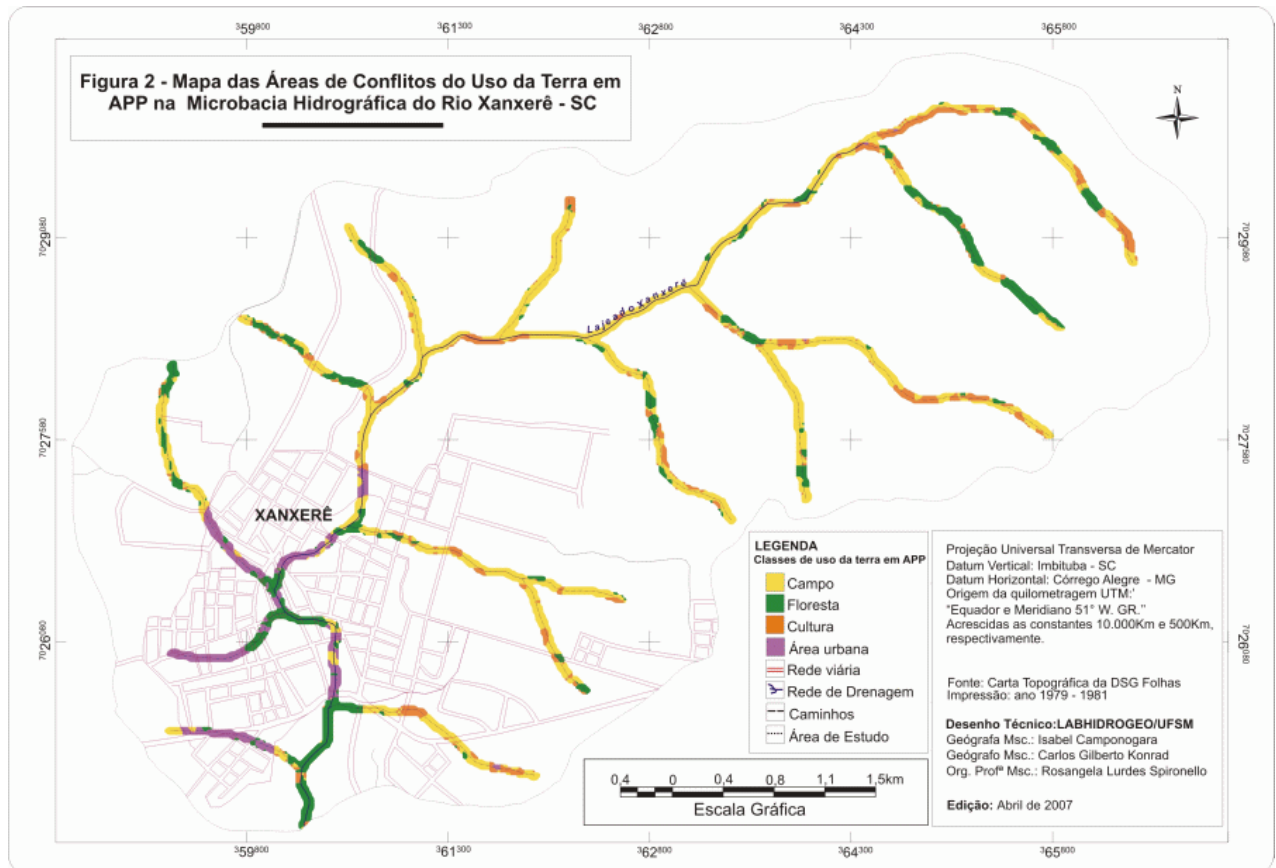 ³59⁸⁰⁰ ³61³⁰⁰ ³62⁸⁰⁰ ³64³⁰⁰ ³65⁸⁰⁰
Figura 2 - Mapa das Áreas de Conflitos do Uso da Terra em
APP na Microbacia Hidrográfica do Rio Xanxerê - SC
N
7029⁰⁸⁰ 7029⁰⁸⁰
Lajeado Xanxerê
7027⁵⁸⁰ 7027⁵⁸⁰
XANXERÊ
7026⁰⁸⁰ 7026⁰⁸⁰
LEGENDA
Classes de uso da terra em APP
Campo
Floresta
Cultura
Área urbana
Rede viária
Rede de Drenagem
Caminhos
Área de Estudo
Projeção Universal Transversa de Mercator
Datum Vertical: Imbituba - SC
Datum Horizontal: Córrego Alegre - MG
Origem da quilometragem UTM:'
"Equador e Meridiano 51° W. GR."
Acrescidas as constantes 10.000Km e 500Km,
respectivamente.
Fonte: Carta Topográfica da DSG Folhas
Impressão: ano 1979 - 1981
Desenho Técnico:LABHIDROGEO/UFSM
Geógrafa Msc.: Isabel Camponogara
Geógrafo Msc.: Carlos Gilberto Konrad
Org. Profª Msc.: Rosangela Lurdes Spironello
Edição: Abril de 2007
0,4 0 0,4 0,8 1,1 1,5km
Escala Gráfica
³59⁸⁰⁰ ³61³⁰⁰ ³62⁸⁰⁰ ³64³⁰⁰ ³65⁸⁰⁰